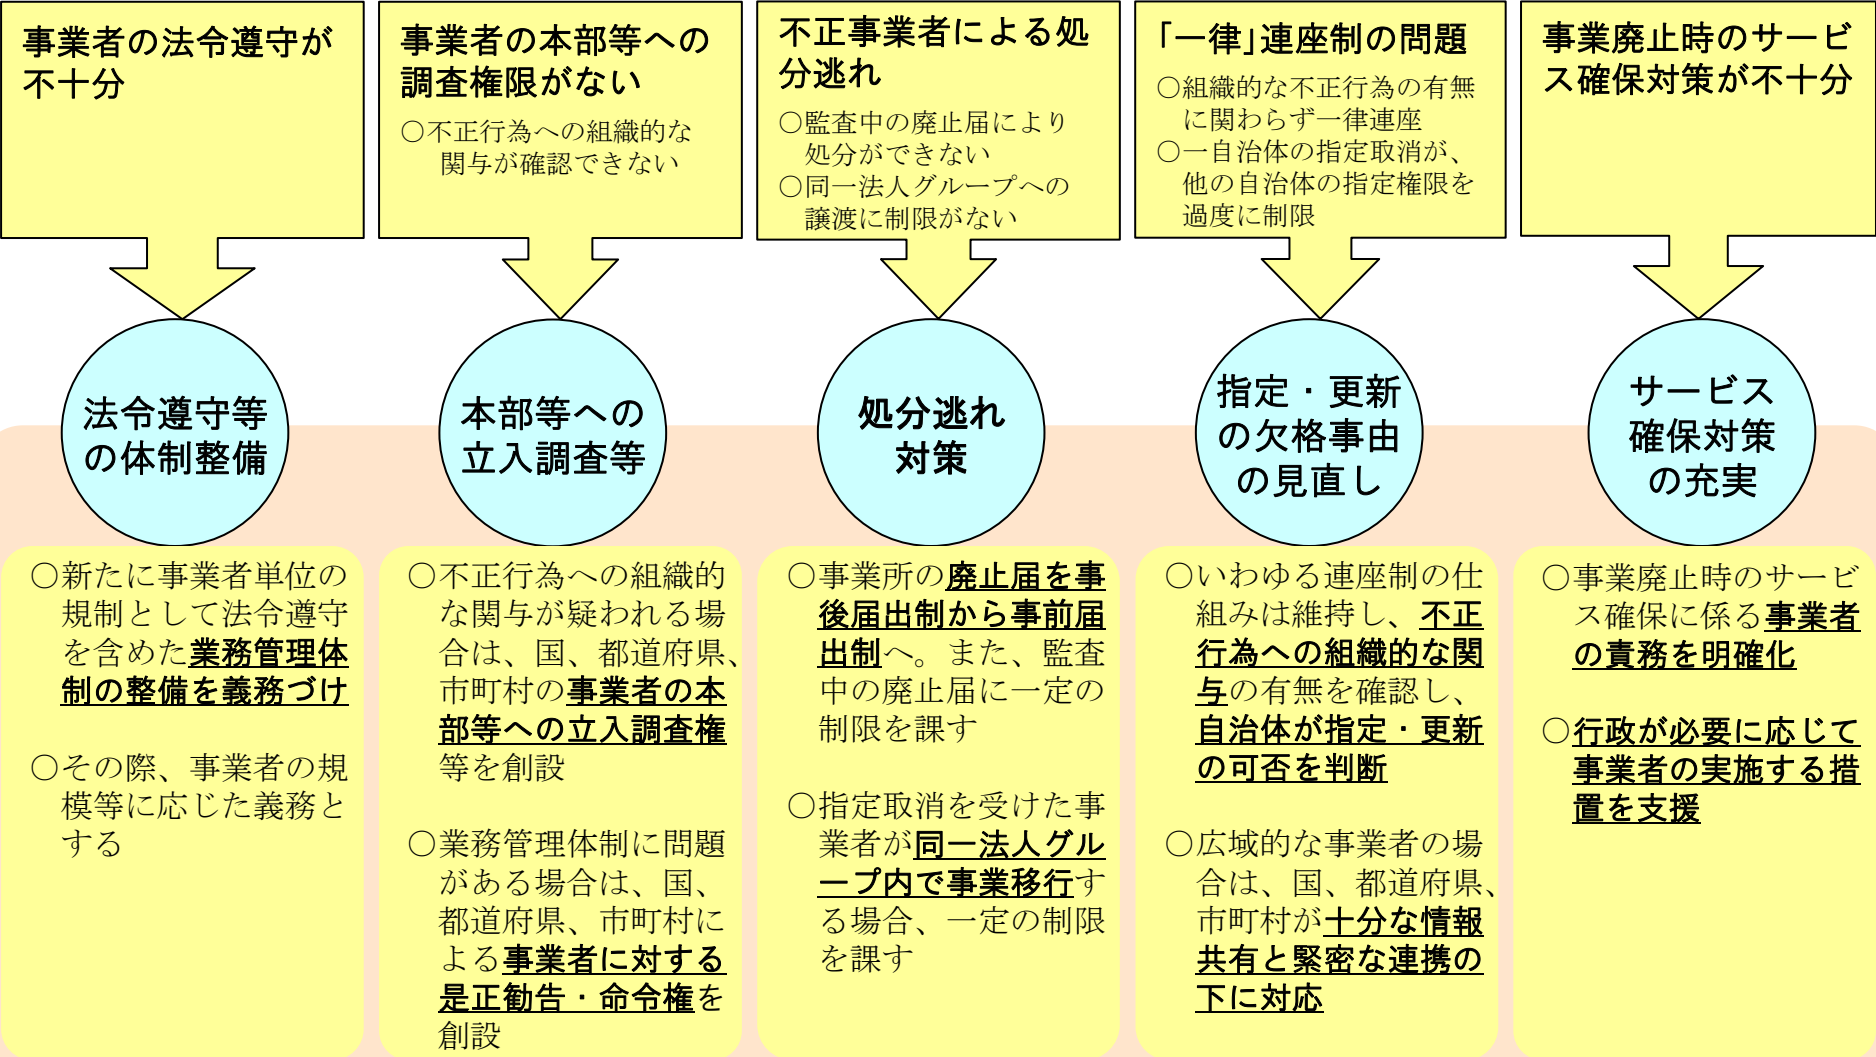 事業者の法令遵守が
不十分
事業者の本部等への
調査権限がない
〇不正行為への組織的な
関与が確認できない
不正事業者による処
分逃れ
〇監査中の廃止届により
処分ができない
〇同一法人グループへの
譲渡に制限がない
「一律」連座制の問題
〇組織的な不正行為の有無
に関わらず一律連座
〇一自治体の指定取消が、
他の自治体の指定権限を
過度に制限
事業廃止時のサービ
ス確保対策が不十分
法令遵守等
の体制整備
本部等への
立入調査等
処分逃れ
対策
指定・更新
の欠格事由
の見直し
サービス
確保対策
の充実
〇新たに事業者単位の
規制として法令遵守
を含めた業務管理体
制の整備を義務づけ
〇その際、事業者の規
模等に応じた義務と
する
〇不正行為への組織的
な関与が疑われる場
合は、国、都道府県、
市町村の事業者の本
部等への立入調査権
等を創設
〇業務管理体制に問題
がある場合は、国、
都道府県、市町村に
よる事業者に対する
是正勧告・命令権を
創設
〇事業所の廃止届を事
後届出制から事前届
出制へ。また、監査
中の廃止届に一定の
制限を課す
〇指定取消を受けた事
業者が同一法人グル
ープ内で事業移行す
る場合、一定の制限
を課す
〇いわゆる連座制の仕
組みは維持し、不正
行為への組織的な関
与の有無を確認し、
自治体が指定・更新
の可否を判断
〇広域的な事業者の場
合は、国、都道府県、
市町村が十分な情報
共有と緊密な連携の
下に対応
〇事業廃止時のサービ
ス確保に係る事業者
の責務を明確化
〇行政が必要に応じて
事業者の実施する措
置を支援